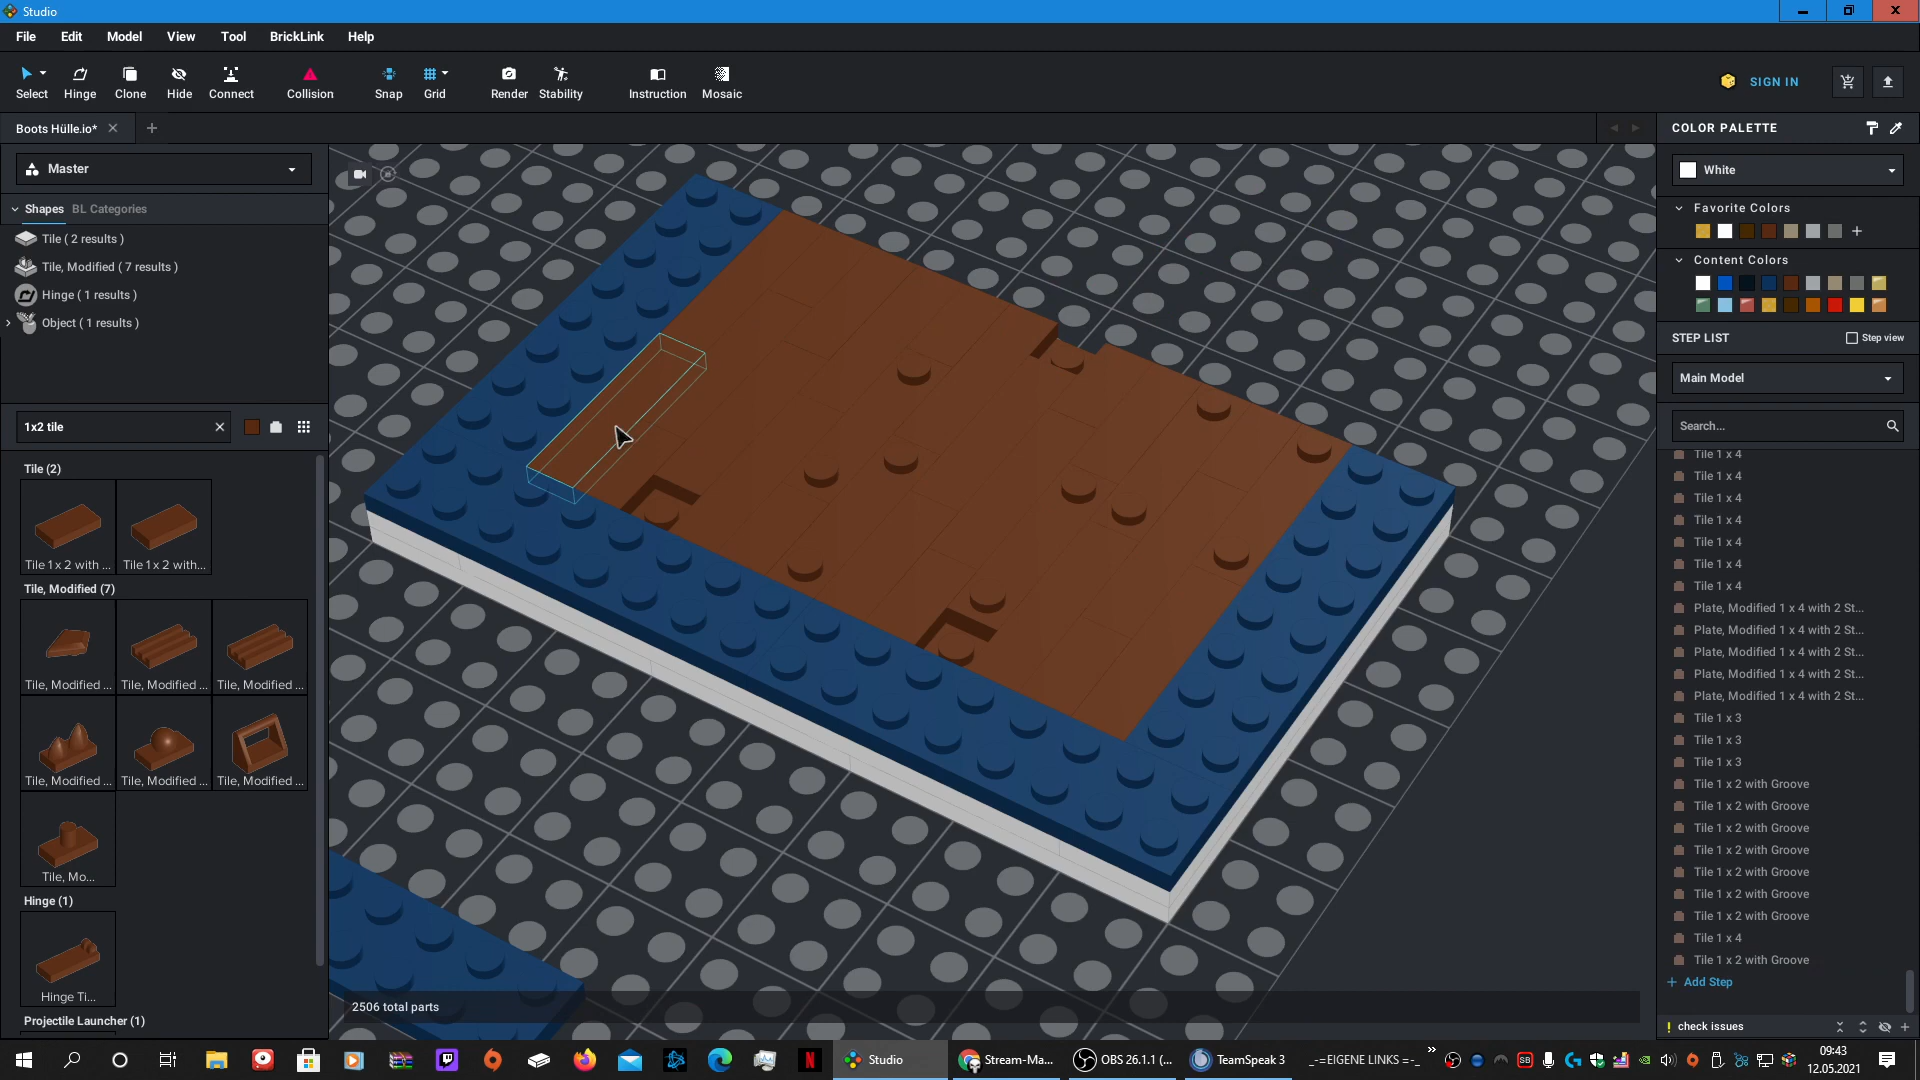 Studio
File Edit Model View Tool BrickLink Help
Select Hinge Clone Hide Connect Collision Snap Grid Render Stability Instruction Mosaic
SIGN IN
Boots Hülle.io*
Master
Shapes BL Categories
Tile ( 2 results )
Tile, Modified ( 7 results )
Hinge ( 1 results )
Object ( 1 results )
1x2 tile
Tile (2)
Tile 1 x 2 with ... Tile 1 x 2 with...
Tile, Modified (7)
Tile, Modified ... Tile, Modified ... Tile, Modified ...
Tile, Modified ... Tile, Modified ... Tile, Modified ...
Tile, Mo...
Hinge (1)
Hinge Ti...
Projectile Launcher (1)
2506 total parts
COLOR PALETTE
White
Favorite Colors
Content Colors
STEP LIST
Step view
Main Model
Search...
Tile 1 x 4
Tile 1 x 4
Tile 1 x 4
Tile 1 x 4
Tile 1 x 4
Tile 1 x 4
Tile 1 x 4
Plate, Modified 1 x 4 with 2 St...
Plate, Modified 1 x 4 with 2 St...
Plate, Modified 1 x 4 with 2 St...
Plate, Modified 1 x 4 with 2 St...
Plate, Modified 1 x 4 with 2 St...
Tile 1 x 3
Tile 1 x 3
Tile 1 x 3
Tile 1 x 2 with Groove
Tile 1 x 2 with Groove
Tile 1 x 2 with Groove
Tile 1 x 2 with Groove
Tile 1 x 2 with Groove
Tile 1 x 2 with Groove
Tile 1 x 2 with Groove
Tile 1 x 4
Tile 1 x 2 with Groove
+ Add Step
! check issues
Studio
Stream-Ma...
OBS 26.1.1 (...
TeamSpeak 3
_-=EIGENE LINKS =-_
SB
09:43
12.05.2021